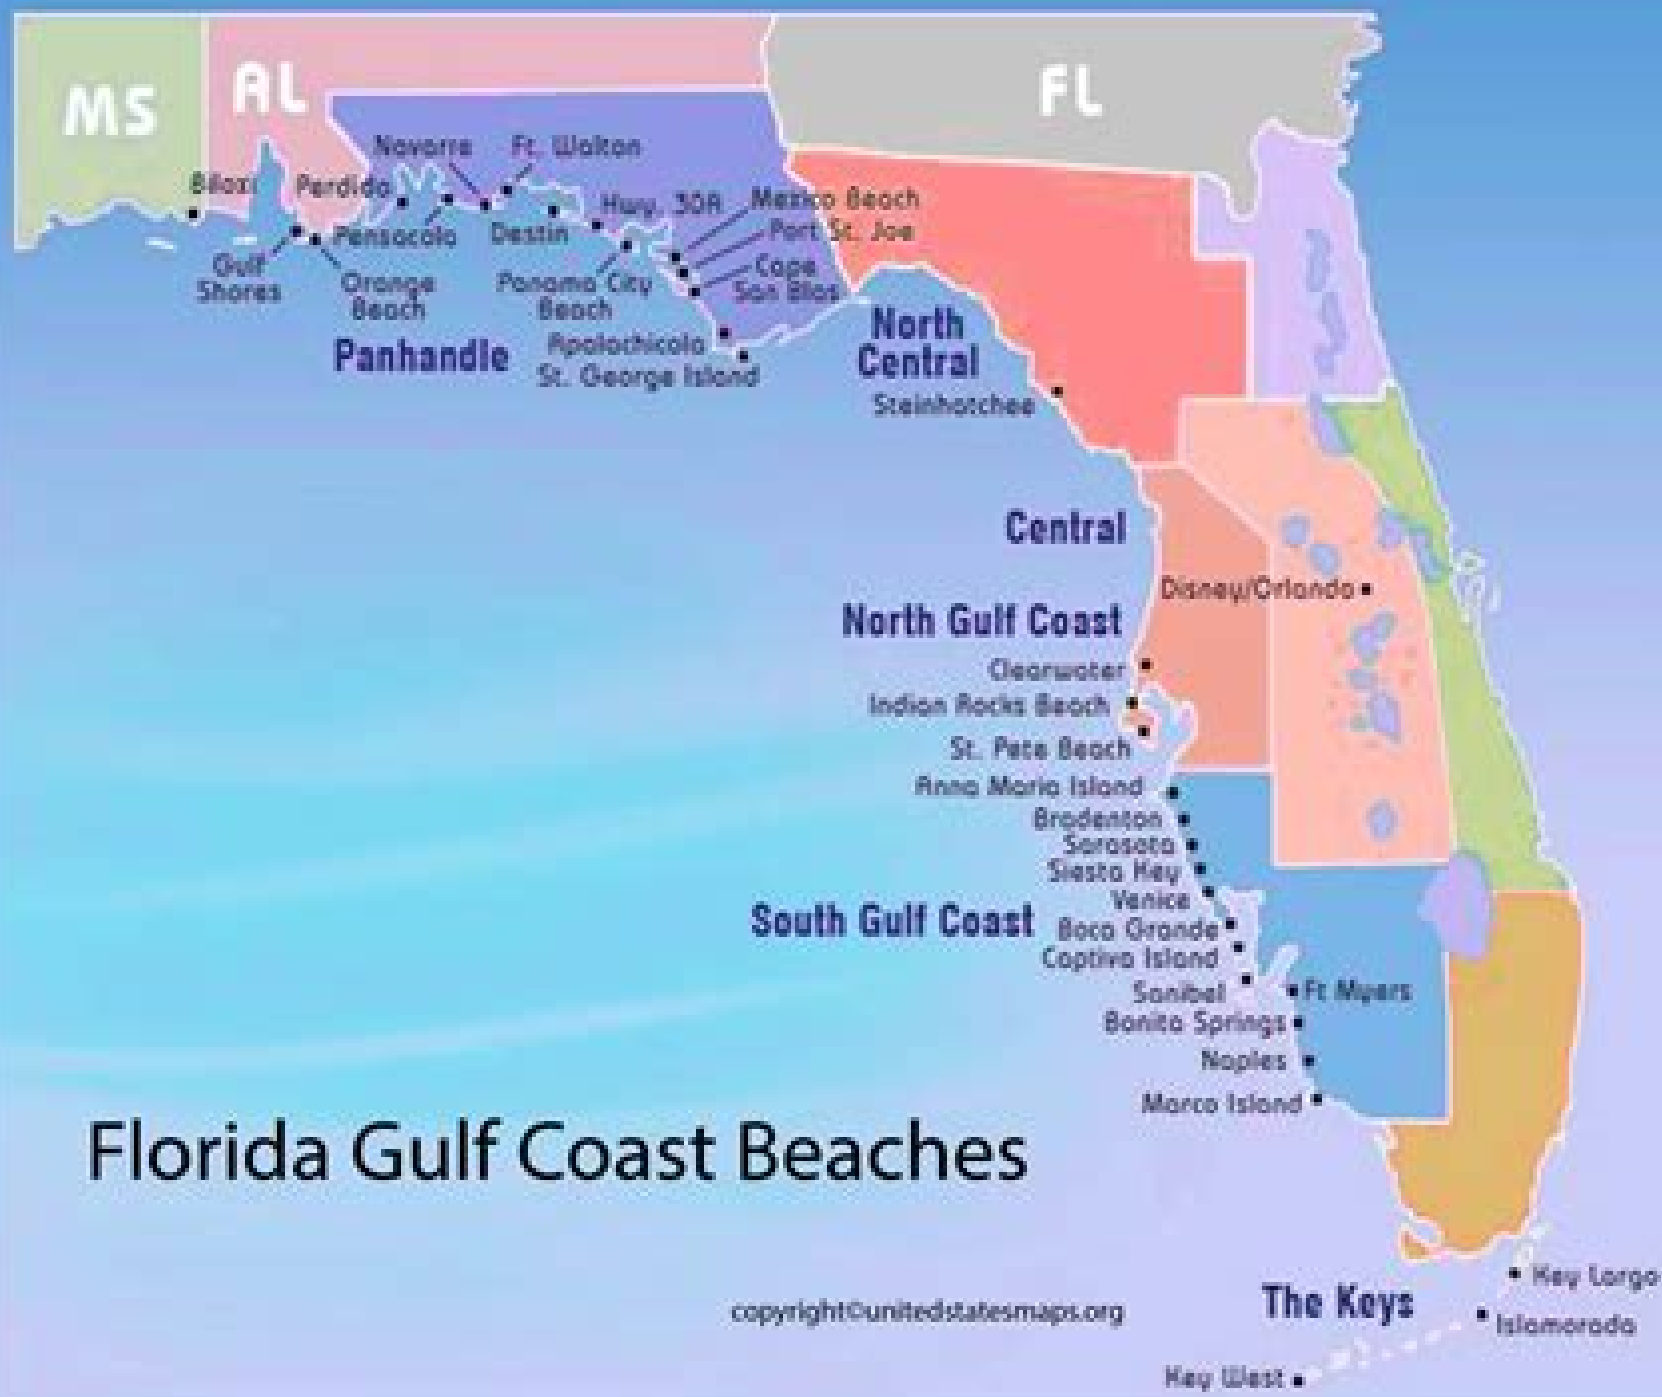 MS
AL
FL
Navarre
Ft. Walton
Biloxi
Perdido
Hwy. 30A
Mexico Beach
Port St. Joe
Pensacola
Destin
Gulf
Shores
Orange
Beach
Panama City
Beach
Cape
San Blas
Panhandle
Apalachicola
St. George Island
North
Central
Steinhatchee
Central
Disney/Orlando
North Gulf Coast
Clearwater
Indian Rocks Beach
St. Pete Beach
Anna Maria Island
Bradenton
Sarasota
Siesta Key
Venice
South Gulf Coast
Boca Grande
Captiva Island
Sanibel
Ft Myers
Bonita Springs
Naples
Marco Island
Florida Gulf Coast Beaches
copyright©unitedstatesmaps.org
The Keys
Key Largo
Islamorada
Key West